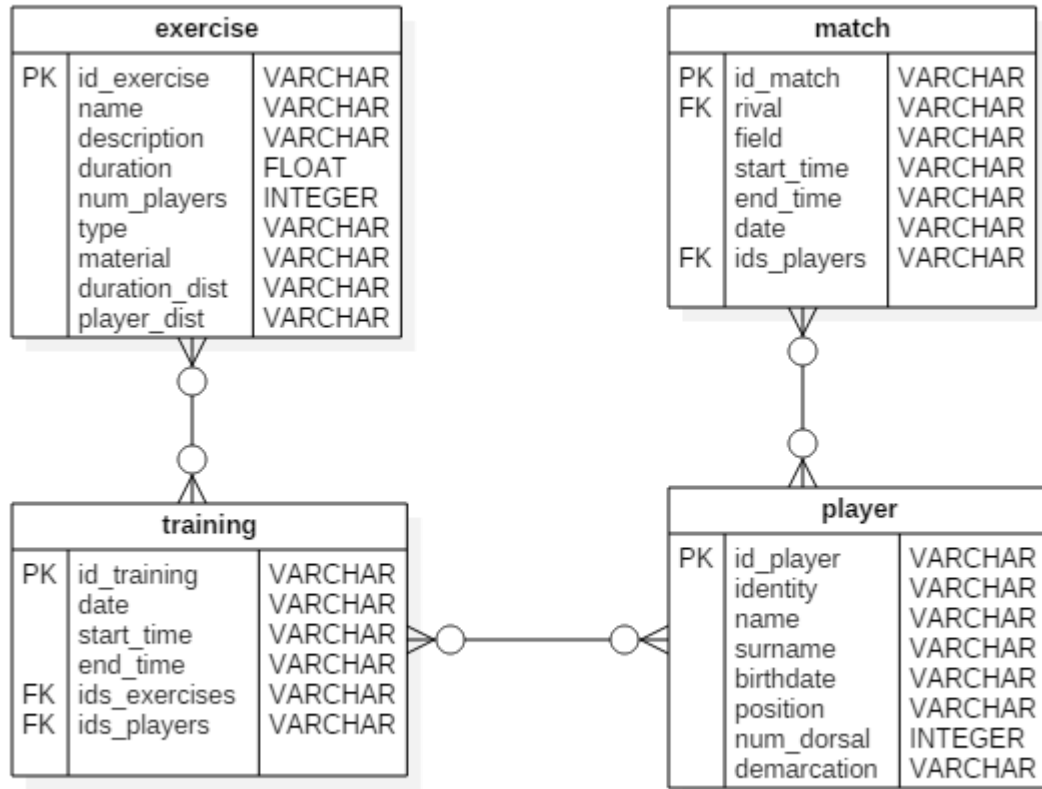 exercise
PK id_exercise VARCHAR
name VARCHAR
description VARCHAR
duration FLOAT
num_players INTEGER
type VARCHAR
material VARCHAR
duration_dist VARCHAR
player_dist VARCHAR
match
PK id_match VARCHAR
FK rival VARCHAR
field VARCHAR
start_time VARCHAR
end_time VARCHAR
date VARCHAR
FK ids_players VARCHAR
training
PK id_training VARCHAR
date VARCHAR
start_time VARCHAR
end_time VARCHAR
FK ids_exercises VARCHAR
FK ids_players VARCHAR
player
PK id_player VARCHAR
identity VARCHAR
name VARCHAR
surname VARCHAR
birthdate VARCHAR
position VARCHAR
num_dorsal INTEGER
demarcation VARCHAR